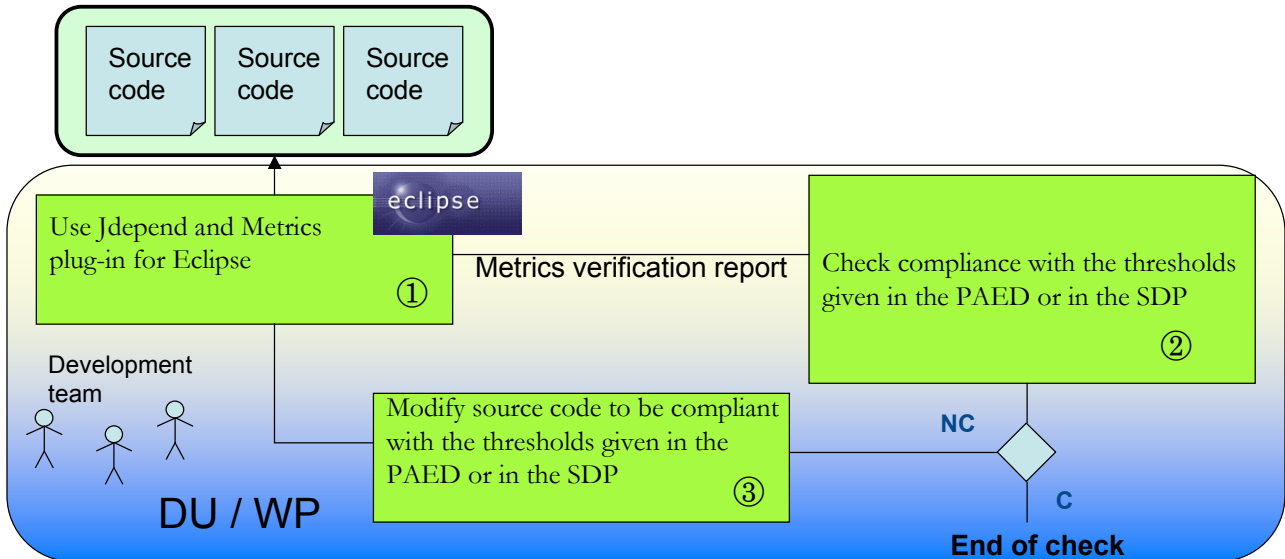 Source
code
Source
code
Source
code
eclipse
Use Jdepend and Metrics
plug-in for Eclipse
①
Metrics verification report
Check compliance with the thresholds
given in the PAED or in the SDP
②
Development
team
Modify source code to be compliant
with the thresholds given in the
PAED or in the SDP
③
NC
C
DU / WP
End of check